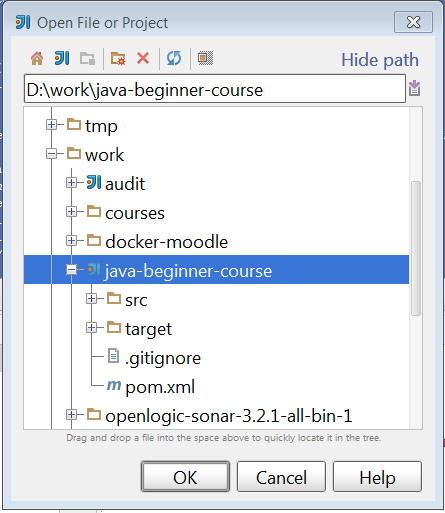 Open File or Project
Hide path
D:\work\java-beginner-course
tmp
work
audit
courses
docker-moodle
java-beginner-course
src
target
.gitignore
m pom.xml
openlogic-sonar-3.2.1-all-bin-1
Drag and drop a file into the space above to quickly locate it in the tree.
OK Cancel Help